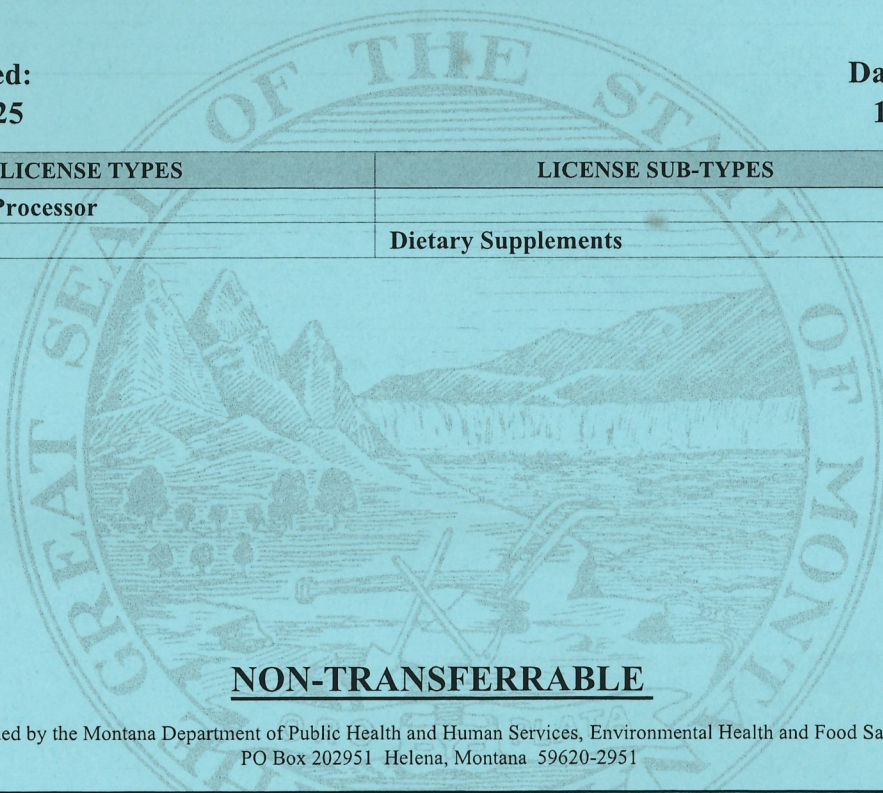 ed: Da
25 1
LICENSE TYPES LICENSE SUB-TYPES
Processor
Dietary Supplements
GREAT SEAL OF THE STATE OF MONTANA
NON-TRANSFERRABLE
ed by the Montana Department of Public Health and Human Services, Environmental Health and Food Sa
PO Box 202951 Helena, Montana 59620-2951